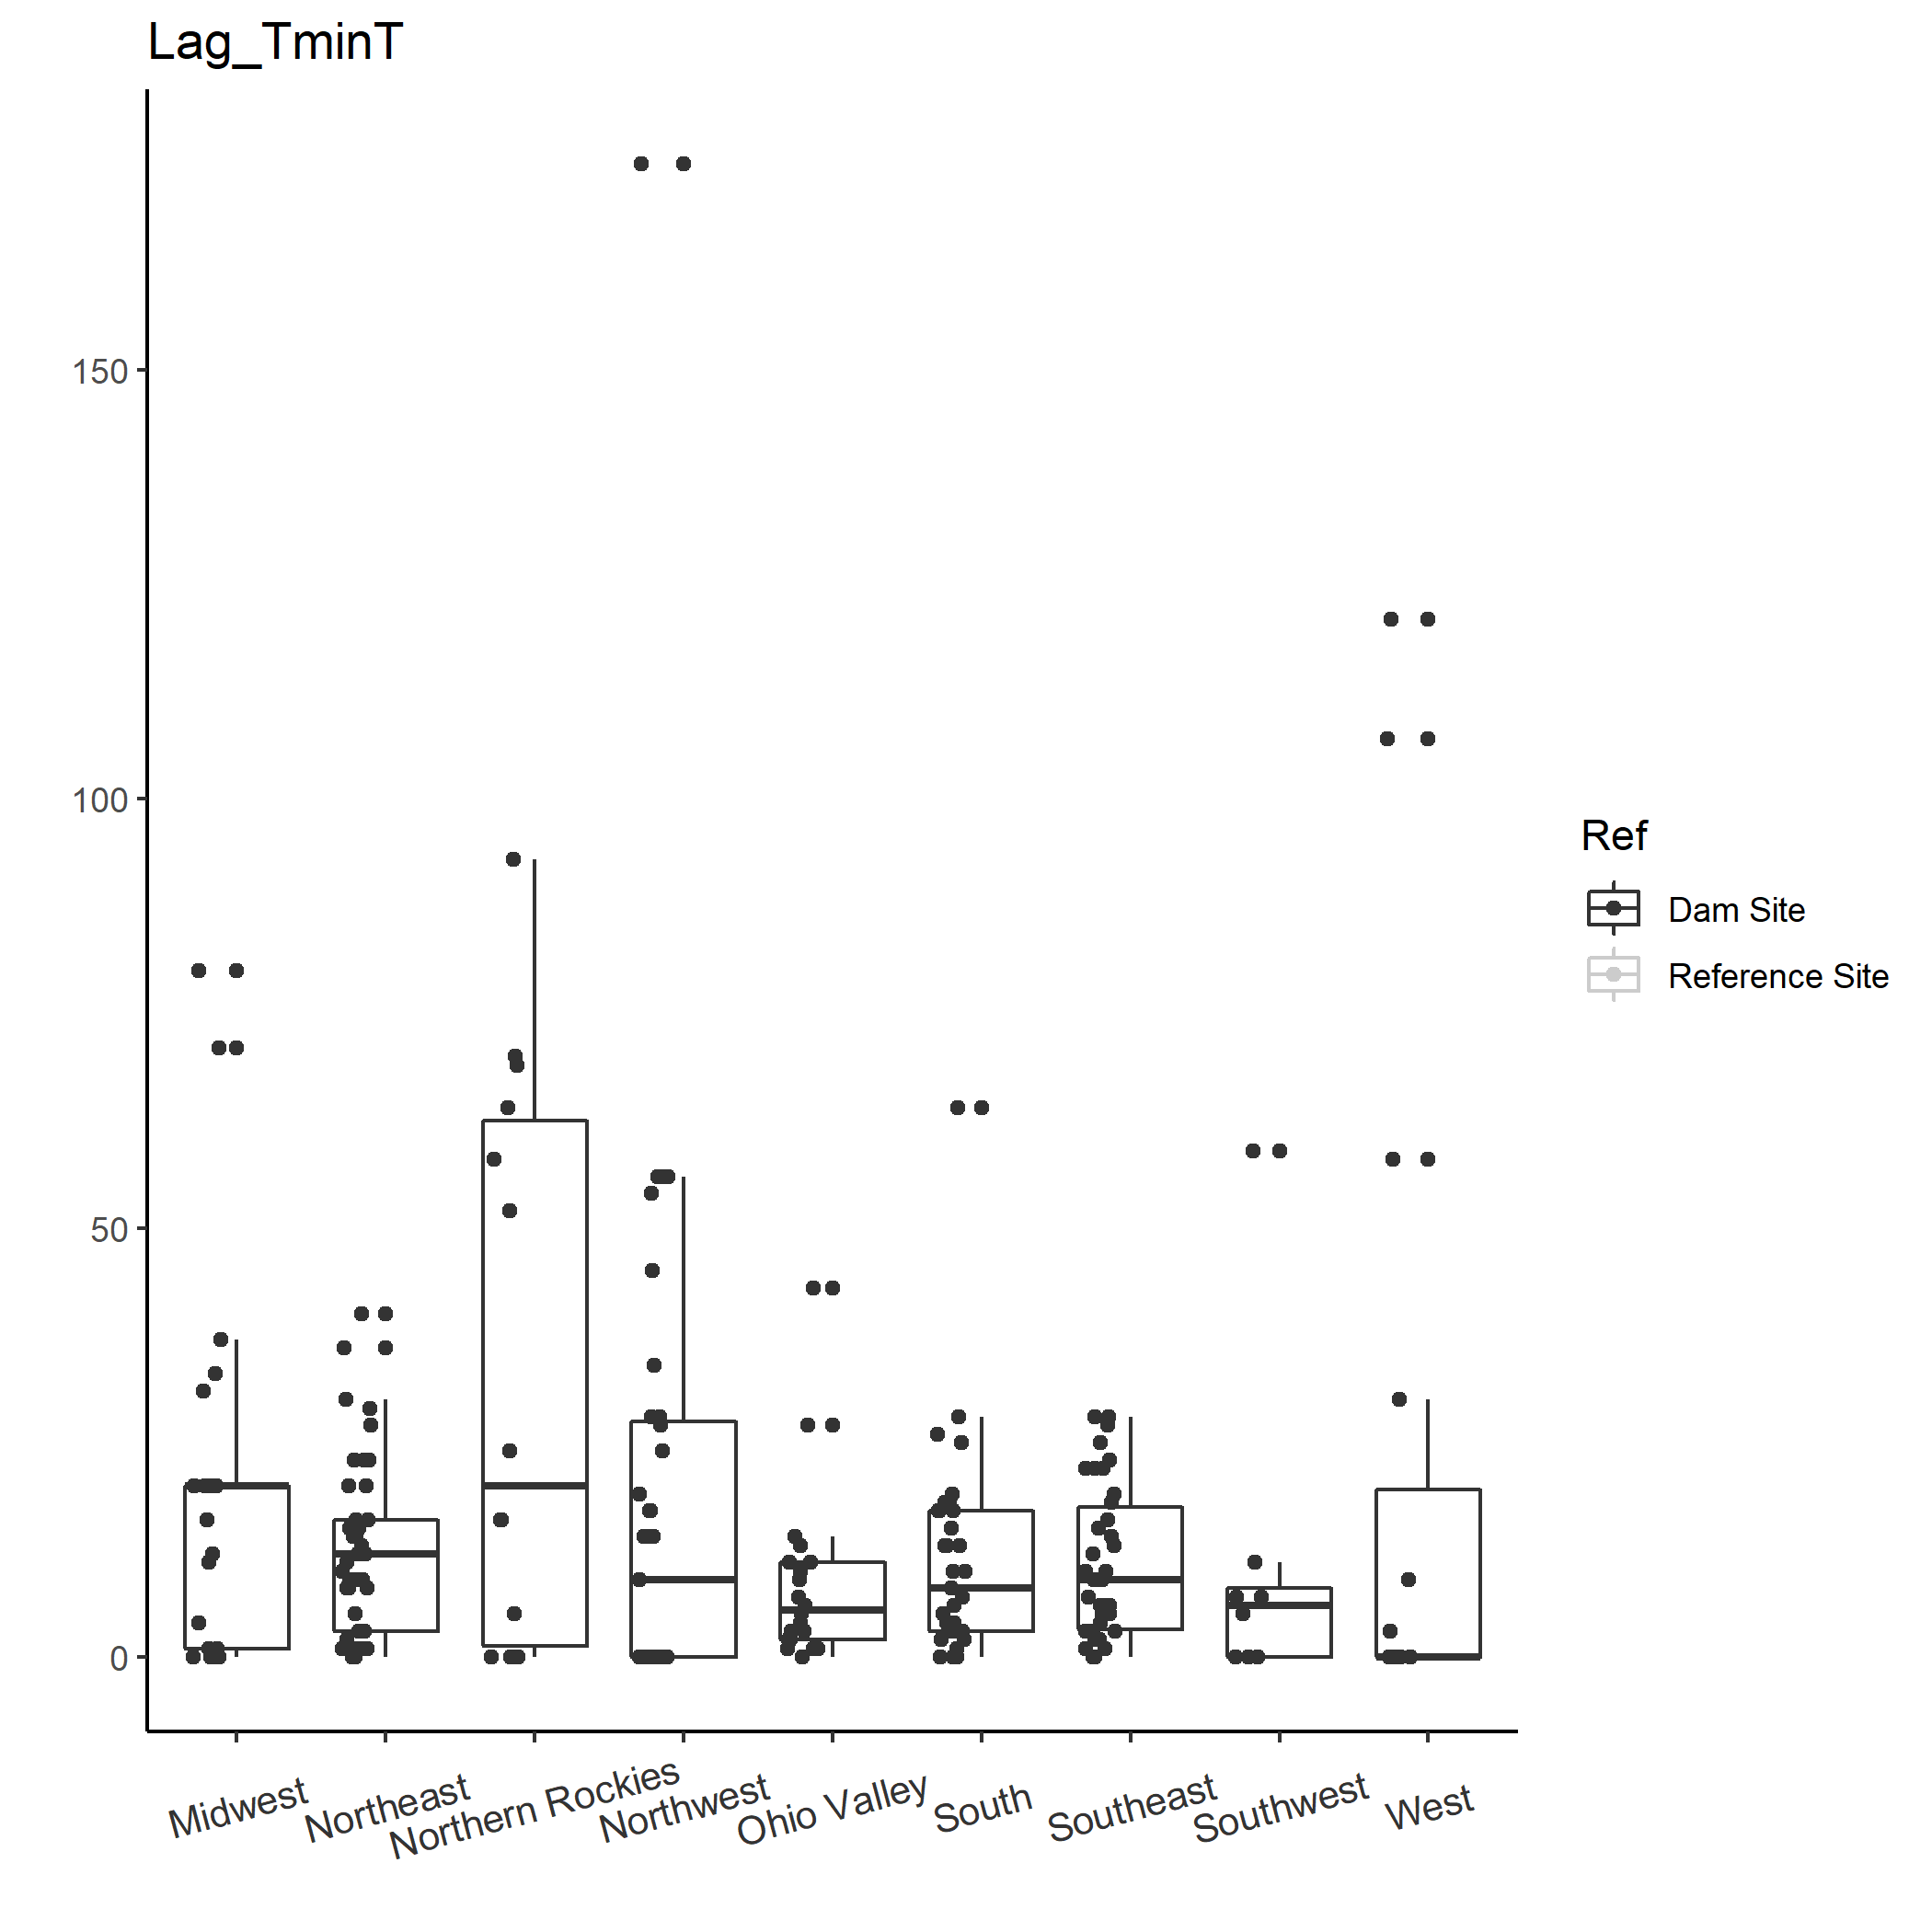 Lag_TminT
150
100
50
0
Midwest
Northeast
Northern Rockies
Northwest
Ohio Valley
South
Southeast
Southwest
West
Ref
Dam Site
Reference Site